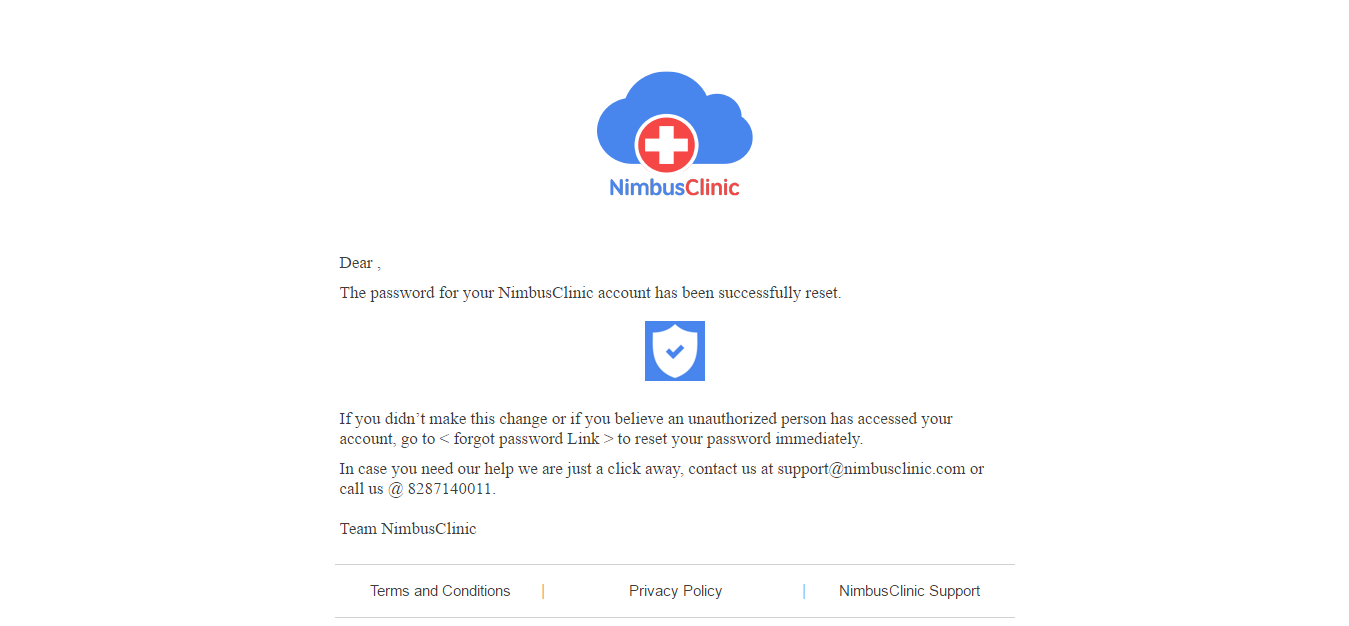 NimbusClinic
Dear ,
The password for your NimbusClinic account has been successfully reset.
If you didn’t make this change or if you believe an unauthorized person has accessed your
account, go to < forgot password Link > to reset your password immediately.
In case you need our help we are just a click away, contact us at support@nimbusclinic.com or
call us @ 8287140011.
Team NimbusClinic
Terms and Conditions | Privacy Policy | NimbusClinic Support